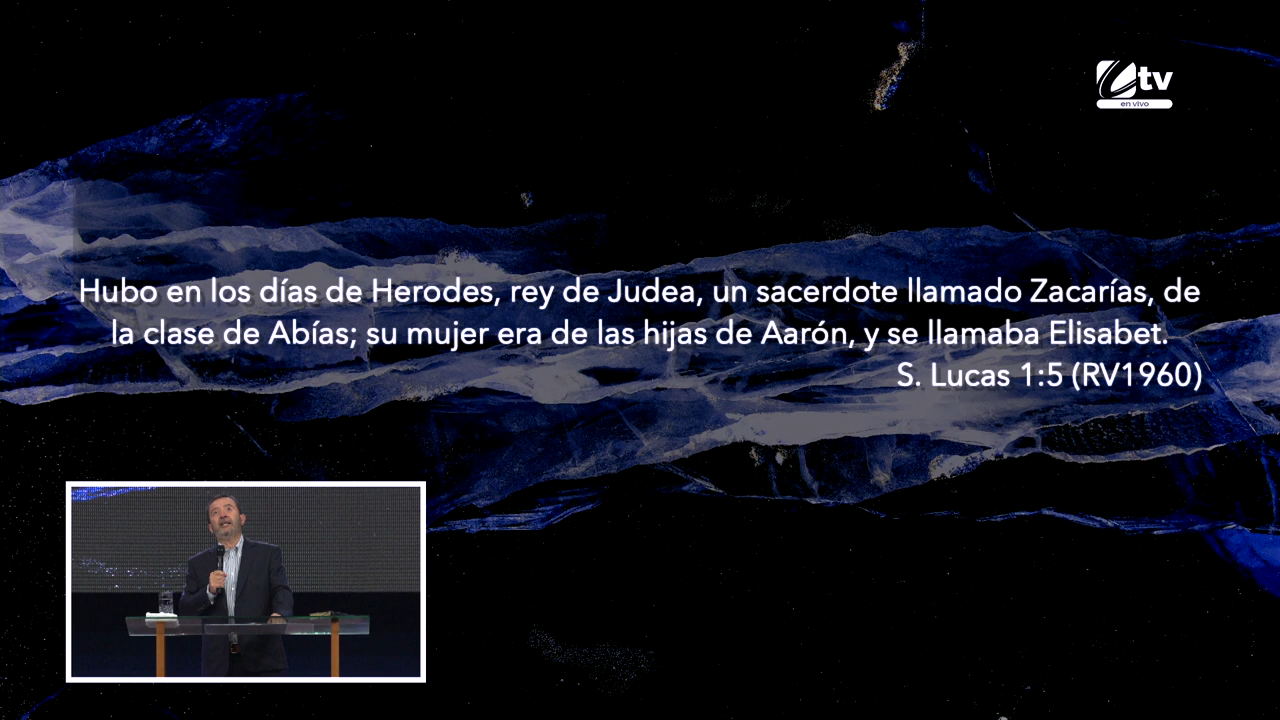 tv
en vivo
Hubo en los días de Herodes, rey de Judea, un sacerdote llamado Zacarías, de
la clase de Abías; su mujer era de las hijas de Aarón, y se llamaba Elisabet.
S. Lucas 1:5 (RV1960)